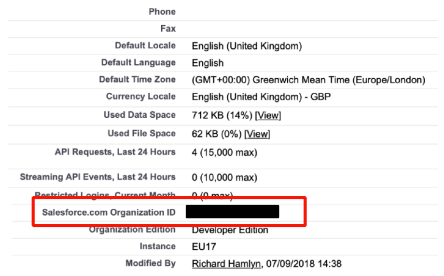 Phone
Fax
Default Locale English (United Kingdom)
Default Language English
Default Time Zone (GMT+00:00) Greenwich Mean Time (Europe/London)
Currency Locale English (United Kingdom) - GBP
Used Data Space 712 KB (14%) [View]
Used File Space 62 KB (0%) [View]
API Requests, Last 24 Hours 4 (15,000 max)
Streaming API Events, Last 24 Hours 0 (10,000 max)
Restricted Logins, Current Month 0 (0 max)
Salesforce.com Organization ID
Organization Edition Developer Edition
Instance EU17
Modified By Richard Hamlyn, 07/09/2018 14:38